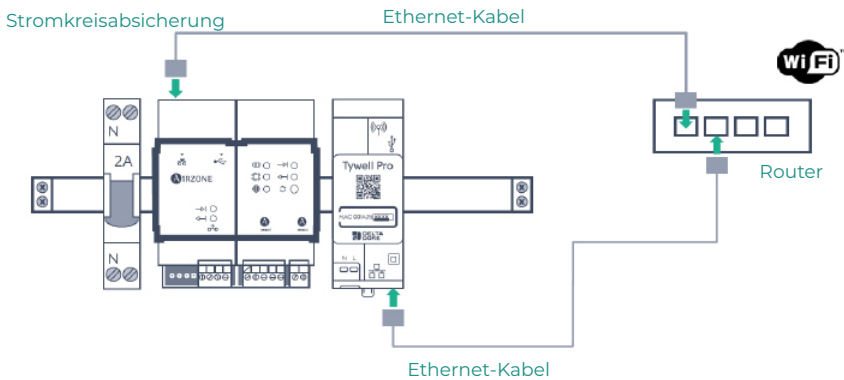 Stromkreisabsicherung
Ethernet-Kabel
WiFi
N
2A
N
AIRZONE
Tywell Pro
DELTA DORE
N L
Router
Ethernet-Kabel